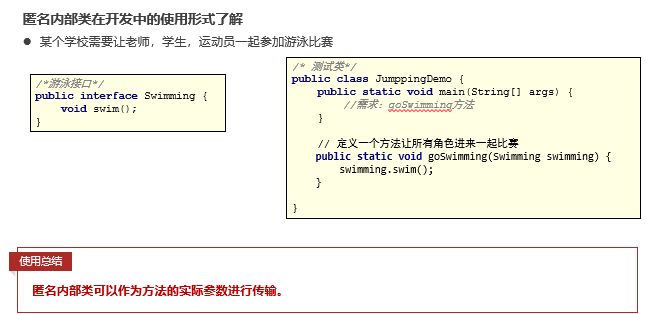 匿名内部类在开发中的使用形式了解
● 某个学校需要让老师，学生，运动员一起参加游泳比赛
/*游泳接口*/
public interface Swimming {
    void swim();
}
/* 测试类*/
public class JumppingDemo {
    public static void main(String[] args) {
        //需求：goSwimming方法
    }
    // 定义一个方法让所有角色进来一起比赛
    public static void goSwimming(Swimming swimming) {
        swimming.swim();
    }
}
使用总结
匿名内部类可以作为方法的实际参数进行传输。